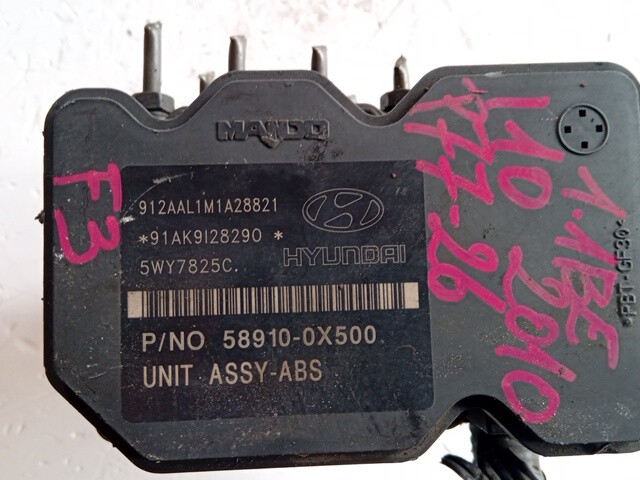 MANDO
912AAL1M1A28821
*91AK9I28290 *
5WY7825C.
HYUNDAI
P/NO 58910-0X500
UNIT ASSY-ABS
F3
I10 2010
1.1BE
177-26
>PBT-GF30<